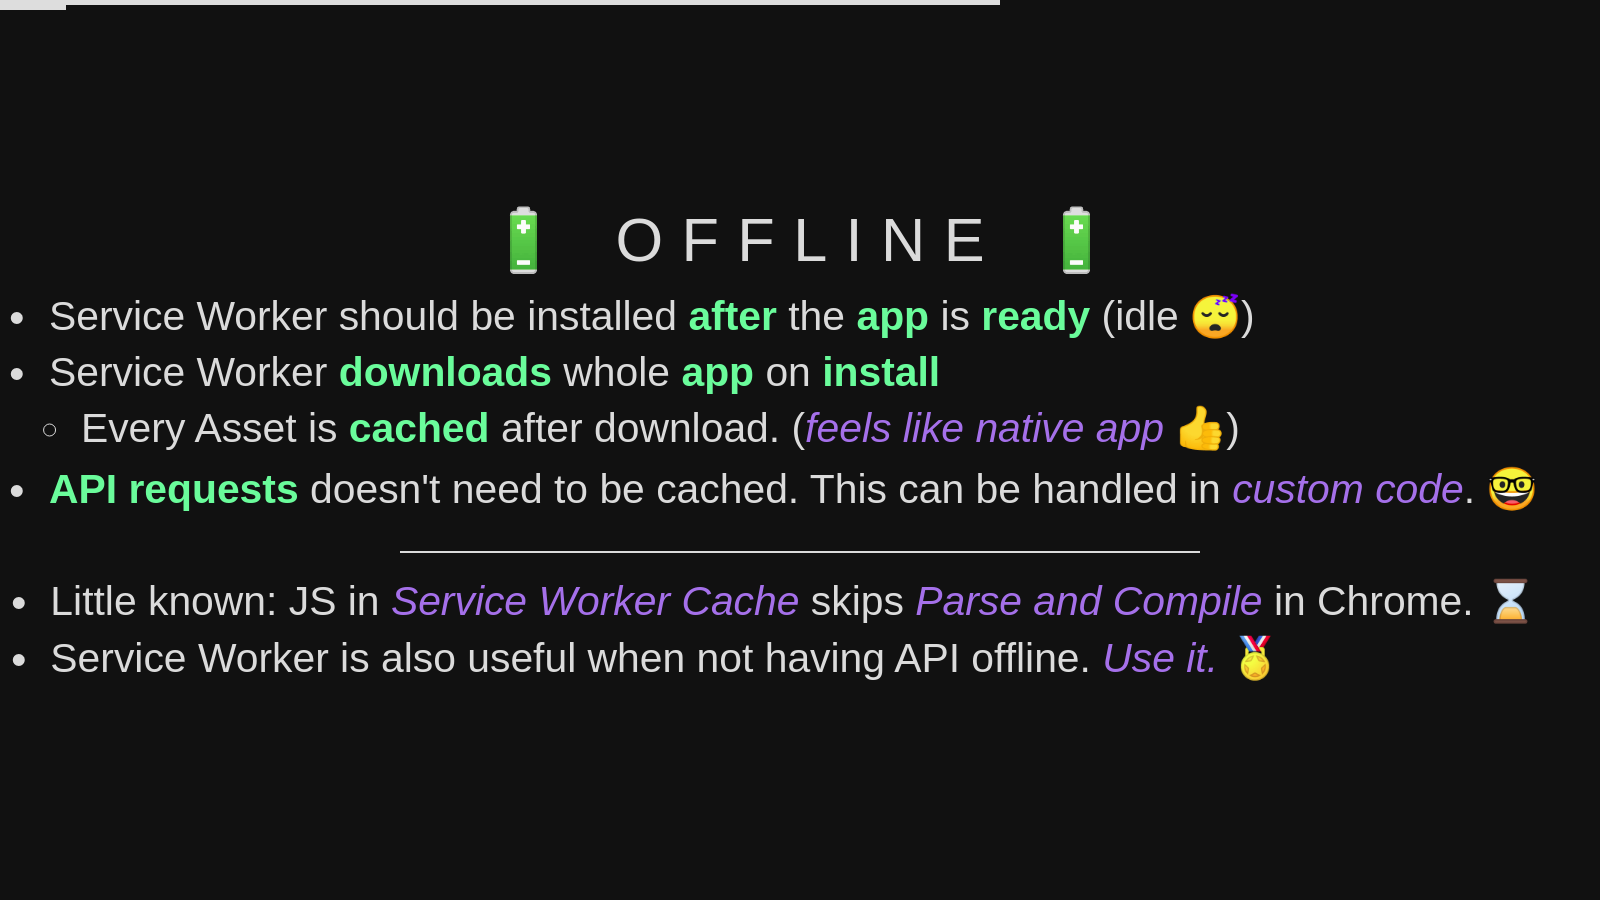 🔋 OFFLINE 🔋
• Service Worker should be installed after the app is ready (idle 😴)
• Service Worker downloads whole app on install
◦ Every Asset is cached after download. (feels like native app 👍)
• API requests doesn't need to be cached. This can be handled in custom code. 🤓
• Little known: JS in Service Worker Cache skips Parse and Compile in Chrome. ⌛
• Service Worker is also useful when not having API offline. Use it. 🏅